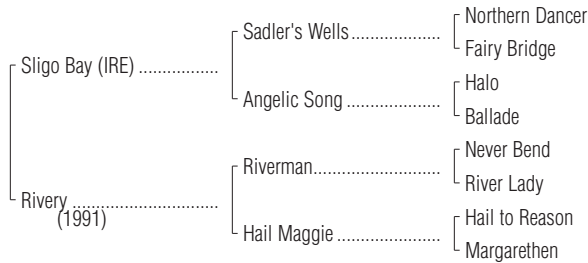 Northern Dancer
Sadler's Wells....................
Fairy Bridge
Sligo Bay (IRE) ................
Halo
Angelic Song .....................
Ballade
Never Bend
Riverman...........................
River Lady
Rivery .............................
(1991)
Hail to Reason
Hail Maggie .......................
Margarethen